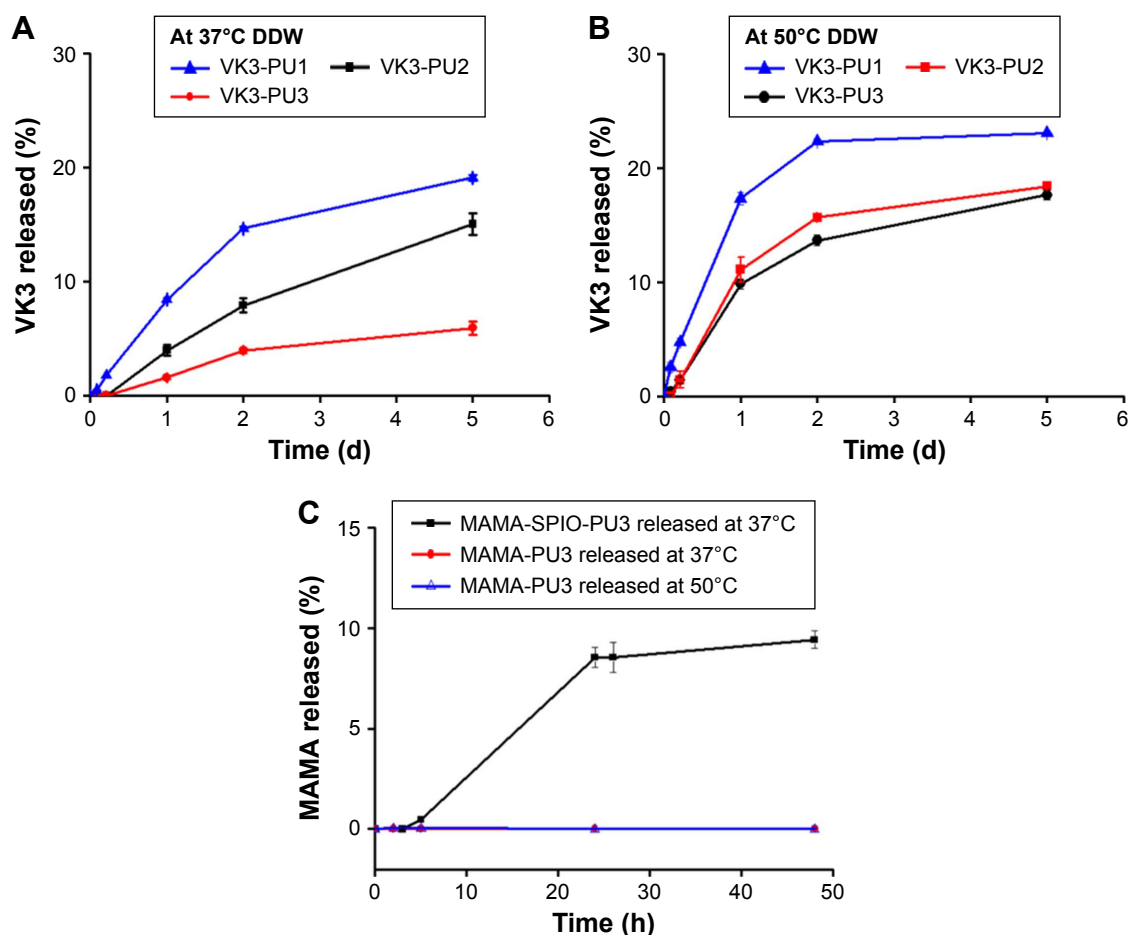 A
At 37°C DDW
VK3-PU1 VK3-PU2
VK3-PU3
VK3 released (%)
30
20
10
0
0 1 2 3 4 5 6
Time (d)
B
At 50°C DDW
VK3-PU1 VK3-PU2
VK3-PU3
VK3 released (%)
30
20
10
0
0 1 2 3 4 5 6
Time (d)
C
MAMA-SPIO-PU3 released at 37°C
MAMA-PU3 released at 37°C
MAMA-PU3 released at 50°C
MAMA released (%)
15
10
5
0
0 10 20 30 40 50
Time (h)